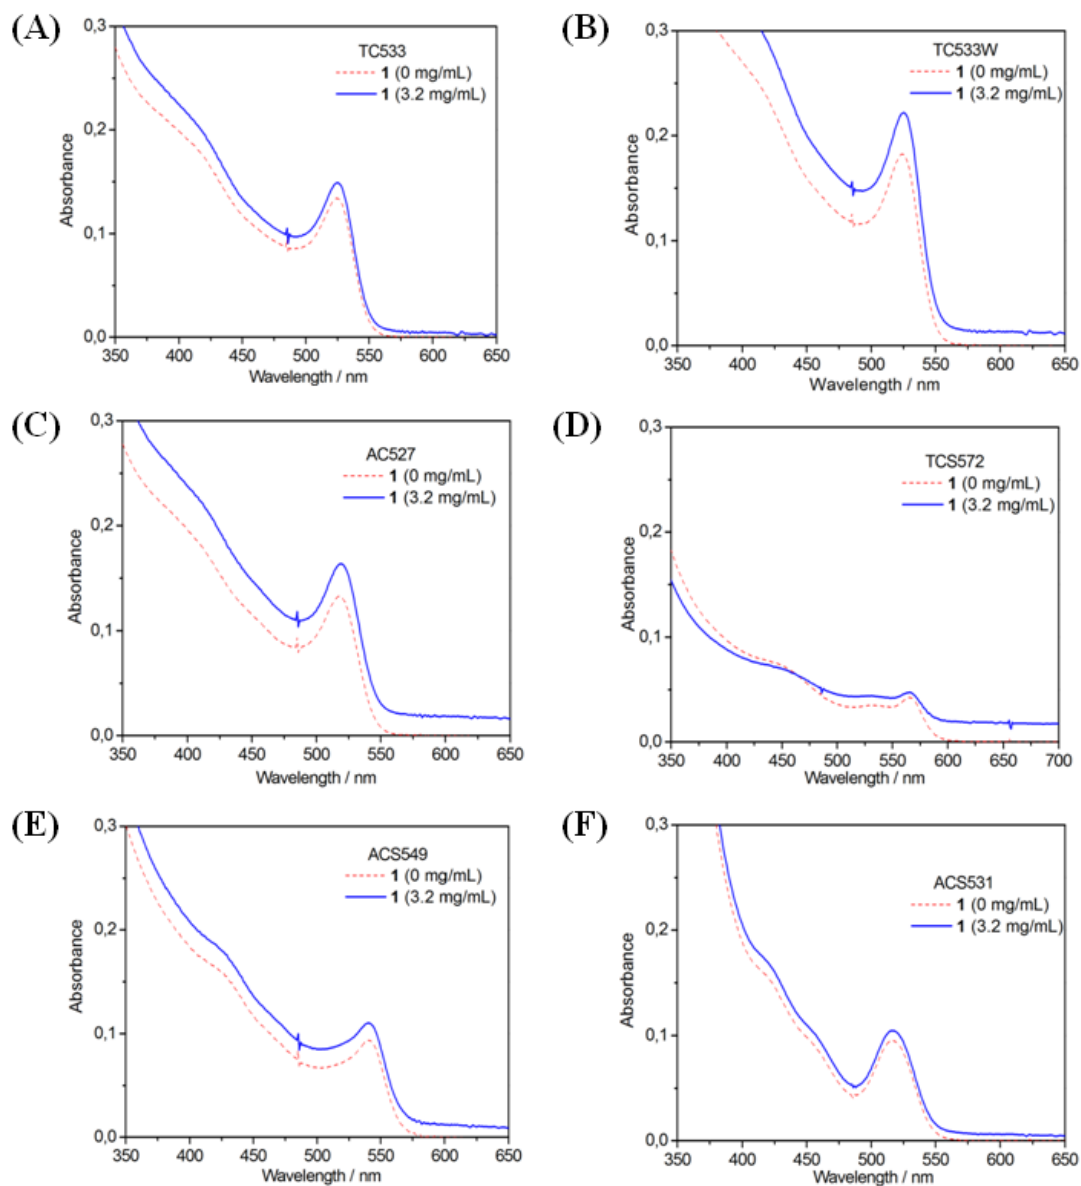 (A)
0,3
0,2
0,1
0,0
350 400 450 500 550 600 650
Absorbance
Wavelength / nm
TC533
1 (0 mg/mL)
1 (3.2 mg/mL)
(B)
0,3
0,2
0,1
0,0
350 400 450 500 550 600 650
Absorbance
Wavelength / nm
TC533W
1 (0 mg/mL)
1 (3.2 mg/mL)
(C)
0,3
0,2
0,1
0,0
350 400 450 500 550 600 650
Absorbance
Wavelength / nm
AC527
1 (0 mg/mL)
1 (3.2 mg/mL)
(D)
0,3
0,2
0,1
0,0
350 400 450 500 550 600 650 700
Absorbance
Wavelength / nm
TCS572
1 (0 mg/mL)
1 (3.2 mg/mL)
(E)
0,3
0,2
0,1
0,0
350 400 450 500 550 600 650
Absorbance
Wavelength / nm
ACS549
1 (0 mg/mL)
1 (3.2 mg/mL)
(F)
0,3
0,2
0,1
0,0
350 400 450 500 550 600 650
Absorbance
Wavelength / nm
ACS531
1 (0 mg/mL)
1 (3.2 mg/mL)